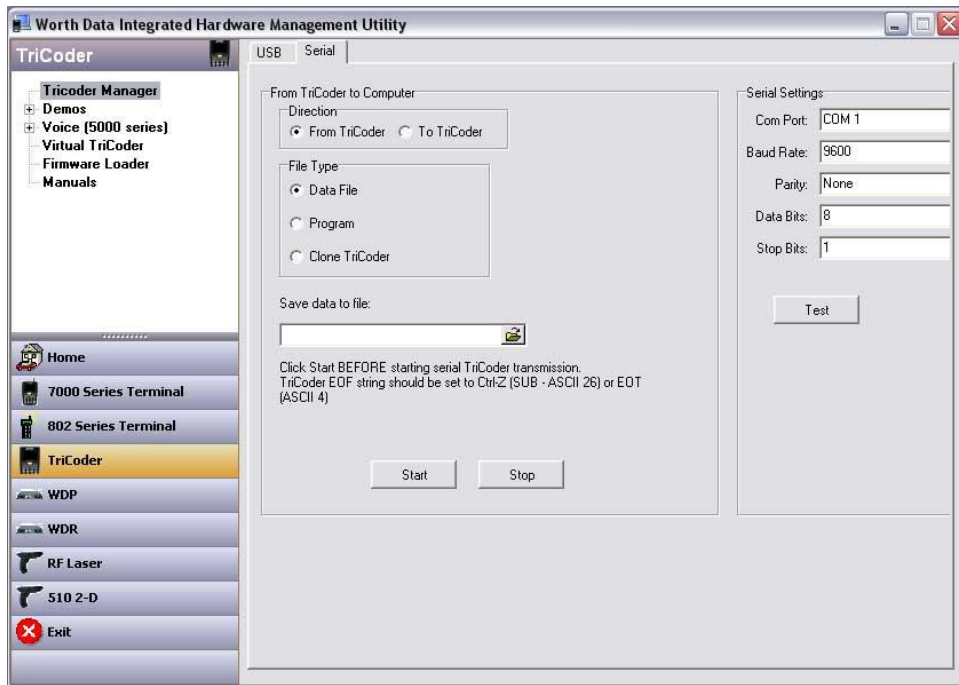 Worth Data Integrated Hardware Management Utility
TriCoder
Tricoder Manager
Demos
Voice (5000 series)
Virtual TriCoder
Firmware Loader
Manuals
Home
7000 Series Terminal
802 Series Terminal
TriCoder
WDP
WDR
RF Laser
510 2-D
Exit
USB
Serial
From TriCoder to Computer
Direction
From TriCoder
To TriCoder
File Type
Data File
Program
Clone TriCoder
Save data to file:
Click Start BEFORE starting serial TriCoder transmission.
TriCoder EOF string should be set to Ctrl-Z (SUB - ASCII 26) or EOT
(ASCII 4)
Start
Stop
Serial Settings
Com Port: COM 1
Baud Rate: 9600
Parity: None
Data Bits: 8
Stop Bits: 1
Test